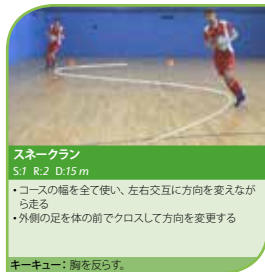 スネークラン
S:1 R:2 D:15 m
• コースの幅を全て使い、左右交互に方向を変えなが
ら走る
• 外側の足を体の前でクロスして方向を変更する
キーキュー：胸を反らす。